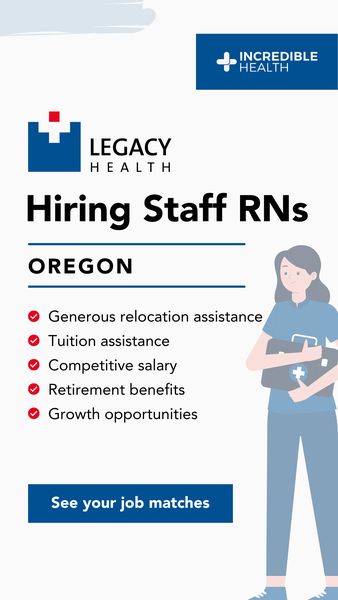 INCREDIBLE
HEALTH
LEGACY
HEALTH
Hiring Staff RNs
OREGON
Generous relocation assistance
Tuition assistance
Competitive salary
Retirement benefits
Growth opportunities
See your job matches